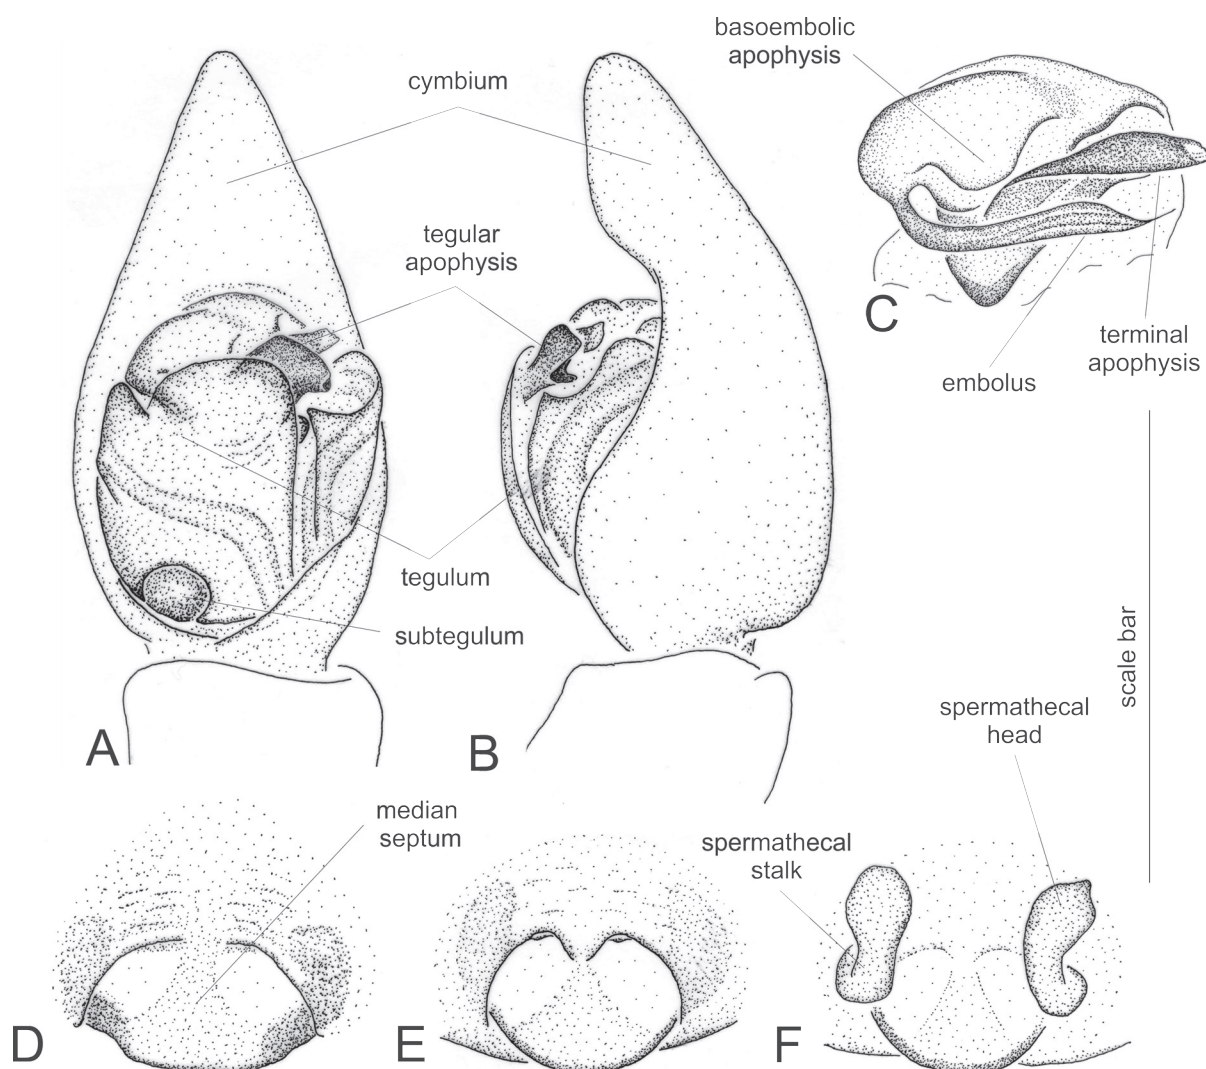 basoembolic
apophysis
cymbium
tegular
apophysis
C
terminal
apophysis
embolus
tegulum
subtegulum
scale bar
A
B
spermathecal
head
median
septum
spermathecal
stalk
D
E
F